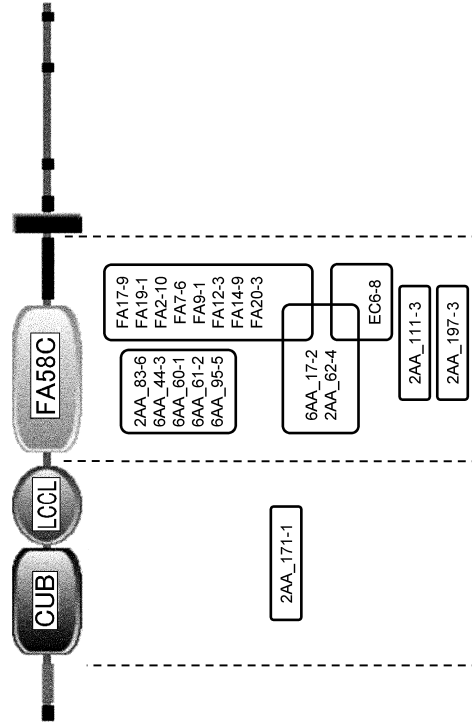 CUB
LCCL
FA58C
FA17-9
FA19-1
FA2-10
FA7-6
FA9-1
FA12-3
FA14-9
FA20-3
2AA_83-6
6AA_44-3
6AA_60-1
6AA_61-2
6AA_95-5
6AA_17-2
2AA_62-4
EC6-8
2AA_111-3
2AA_197-3
2AA_171-1